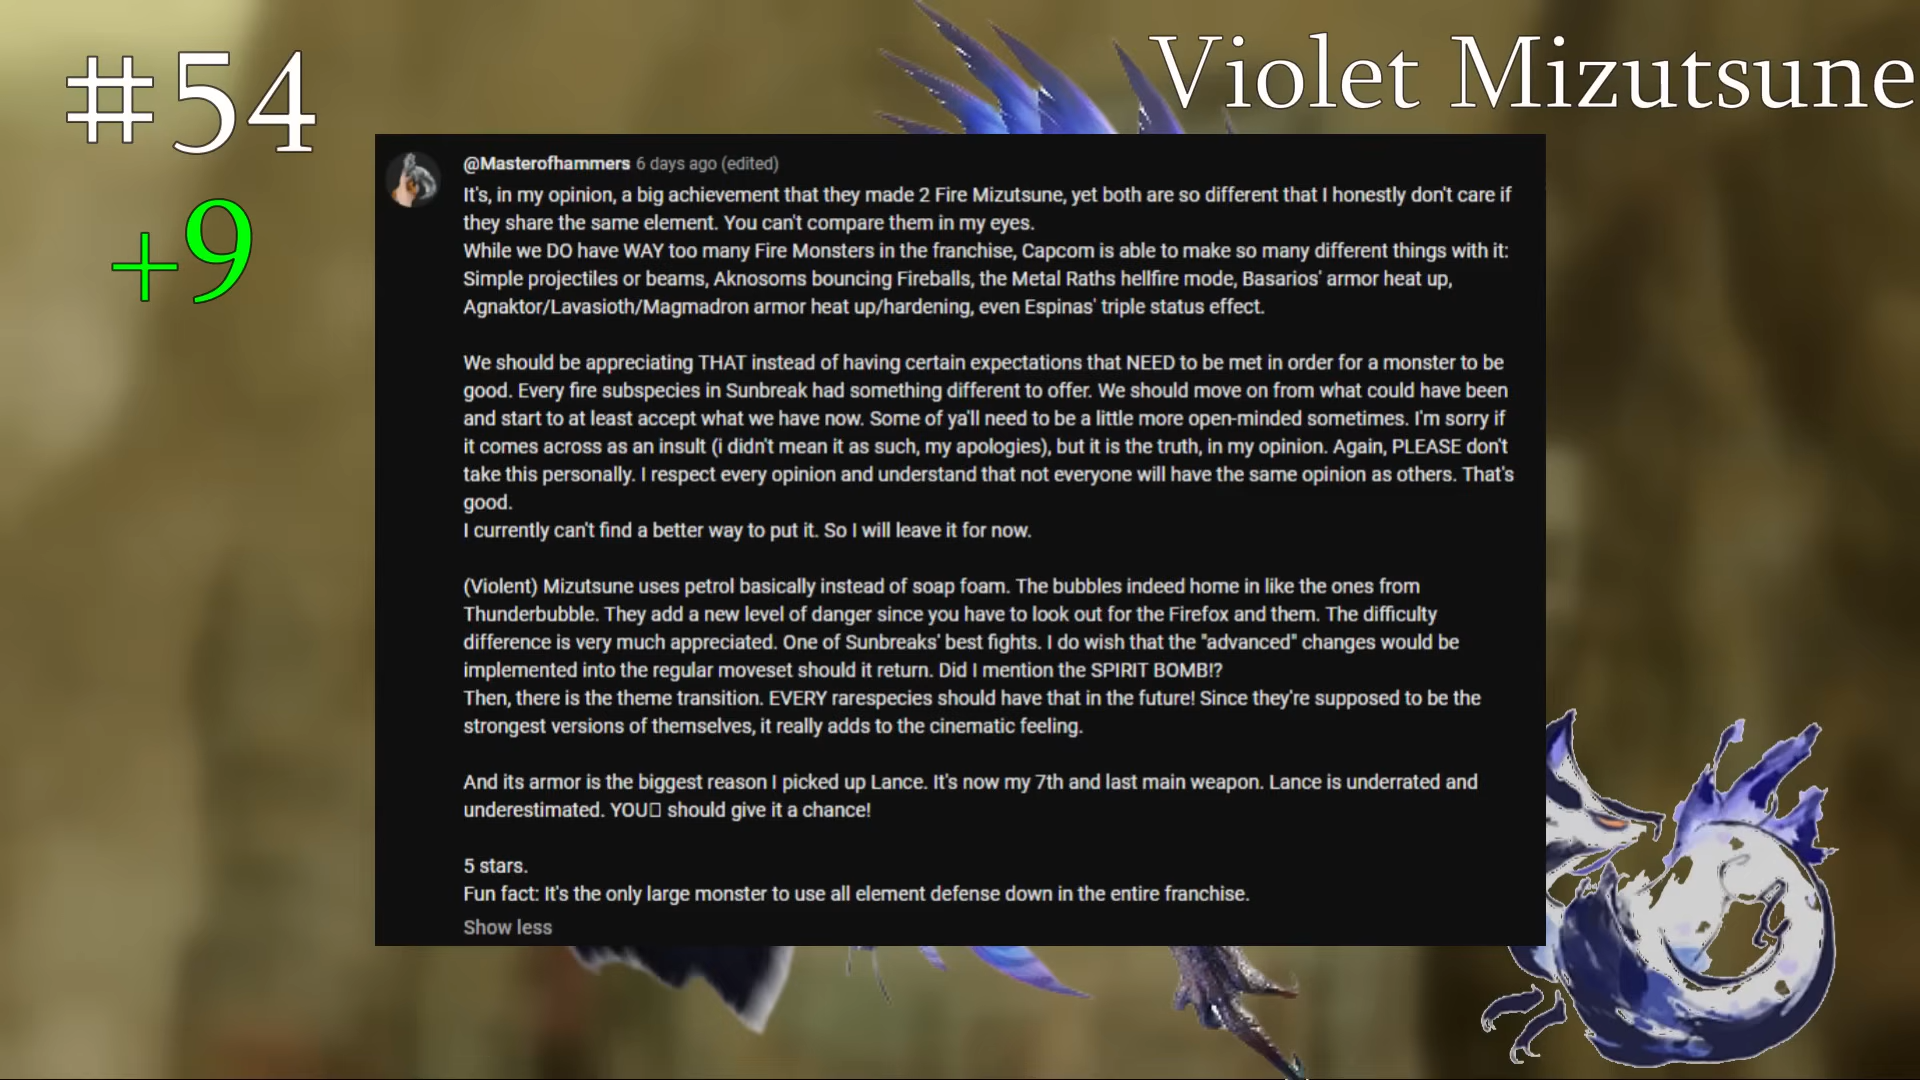 #54
+9
Violet Mizutsune
@Masterofhammers 6 days ago (edited)
It's, in my opinion, a big achievement that they made 2 Fire Mizutsune, yet both are so different that I honestly don't care if
they share the same element. You can't compare them in my eyes.
While we DO have WAY too many Fire Monsters in the franchise, Capcom is able to make so many different things with it:
Simple projectiles or beams, Aknosoms bouncing Fireballs, the Metal Raths hellfire mode, Basarios' armor heat up,
Agnaktor/Lavasioth/Magmadron armor heat up/hardening, even Espinas' triple status effect.
We should be appreciating THAT instead of having certain expectations that NEED to be met in order for a monster to be
good. Every fire subspecies in Sunbreak had something different to offer. We should move on from what could have been
and start to at least accept what we have now. Some of ya'll need to be a little more open-minded sometimes. I'm sorry if
it comes across as an insult (i didn't mean it as such, my apologies), but it is the truth, in my opinion. Again, PLEASE don't
take this personally. I respect every opinion and understand that not everyone will have the same opinion as others. That's
good.
I currently can't find a better way to put it. So I will leave it for now.
(Violent) Mizutsune uses petrol basically instead of soap foam. The bubbles indeed home in like the ones from
Thunderbubble. They add a new level of danger since you have to look out for the Firefox and them. The difficulty
difference is very much appreciated. One of Sunbreaks' best fights. I do wish that the "advanced" changes would be
implemented into the regular moveset should it return. Did I mention the SPIRIT BOMB!?
Then, there is the theme transition. EVERY rarespecies should have that in the future! Since they're supposed to be the
strongest versions of themselves, it really adds to the cinematic feeling.
And its armor is the biggest reason I picked up Lance. It's now my 7th and last main weapon. Lance is underrated and
underestimated. YOU▯ should give it a chance!
5 stars.
Fun fact: It's the only large monster to use all element defense down in the entire franchise.
Show less